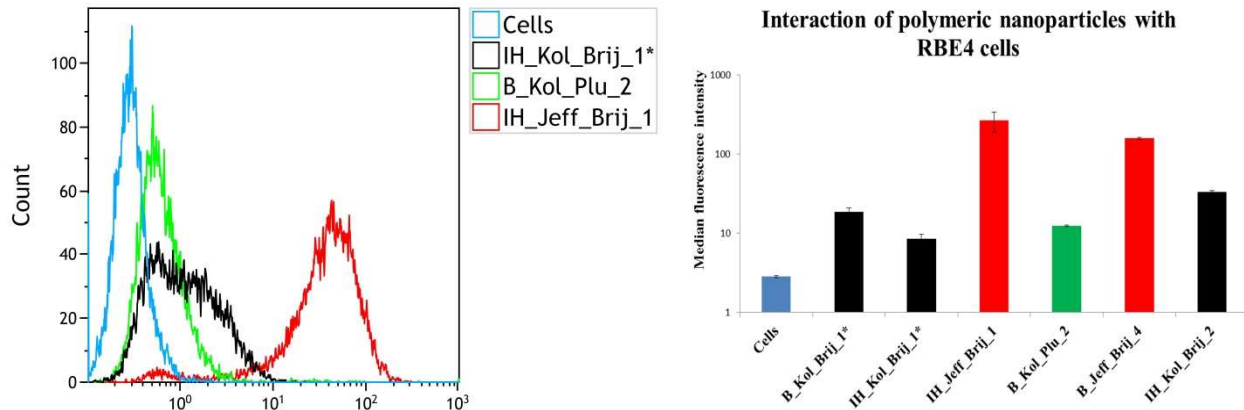 Cells
IH_Kol_Brij_1*
B_Kol_Plu_2
IH_Jeff_Brij_1
Count
100
80
60
40
20
0
10⁰
10¹
10²
10³
Interaction of polymeric nanoparticles with
RBE4 cells
Median fluorescence intensity
1000
100
10
1
Cells
B_Kol_Brij_1*
IH_Kol_Brij_1*
IH_Jeff_Brij_1
B_Kol_Plu_2
B_Jeff_Brij_4
IH_Kol_Brij_2